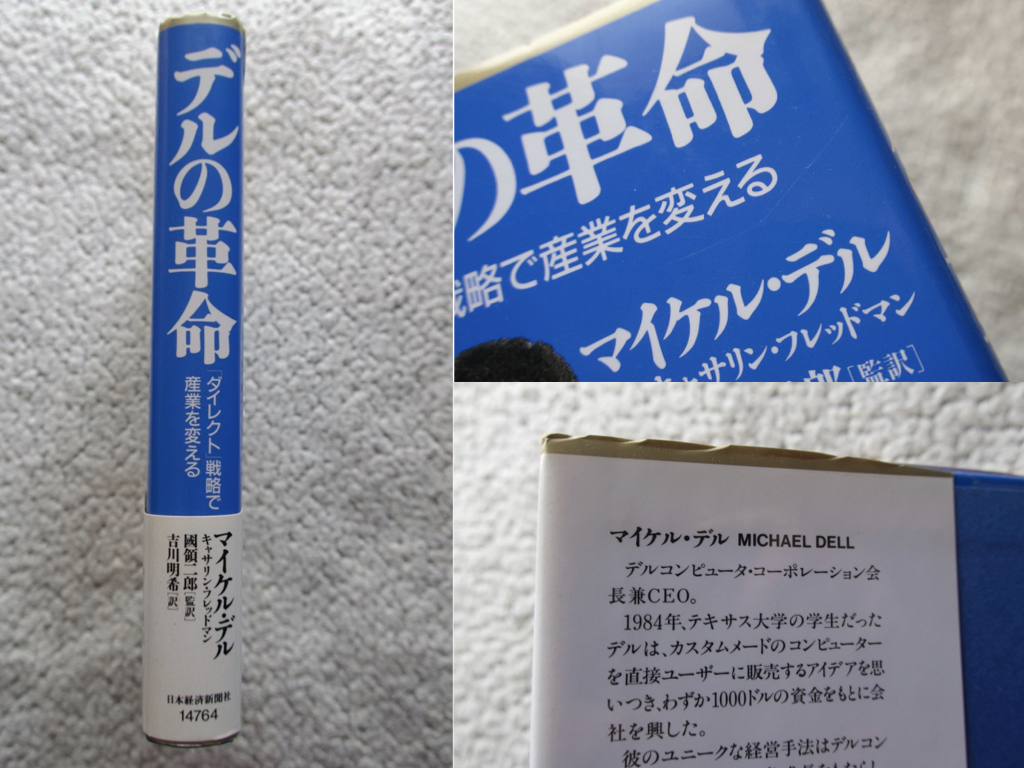 デルの革命
「ダイレクト」戦略で
産業を変える
マイケル・デル
キャサリン・フレッドマン
國領二郎[監訳]
吉川明希[訳]
日本経済新聞社
14764
の革命
戦略で産業を変える
マイケル・デル
キャサリン・フレッドマン
郎[監訳]
マイケル・デル MICHAEL DELL
デルコンピュータ・コーポレーション会
長兼CEO。
1984年、テキサス大学の学生だった
デルは、カスタムメードのコンピューター
を直接ユーザーに販売するアイデアを思
いつき、わずか1000ドルの資金をもとに会
社を興した。
彼のユニークな経営手法はデルコン